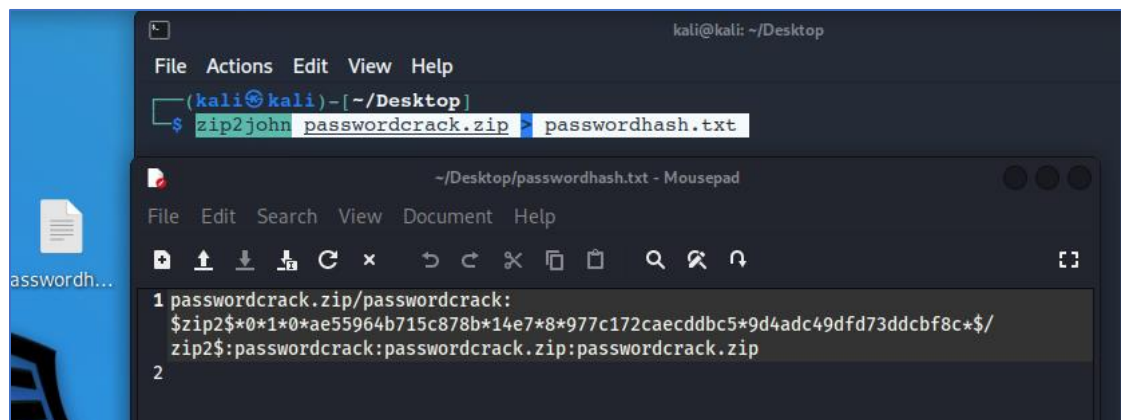 kali@kali: ~/Desktop
File Actions Edit View Help
(kali㉿kali)-[~/Desktop]
$ zip2john passwordcrack.zip > passwordhash.txt
~/Desktop/passwordhash.txt - Mousepad
File Edit Search View Document Help
asswordh...
1 passwordcrack.zip/passwordcrack:
$zip2$*0*1*0*ae55964b715c878b*14e7*8*977c172caecddbc5*9d4adc49dfd73ddcbf8c*$/
zip2$:passwordcrack:passwordcrack.zip:passwordcrack.zip
2